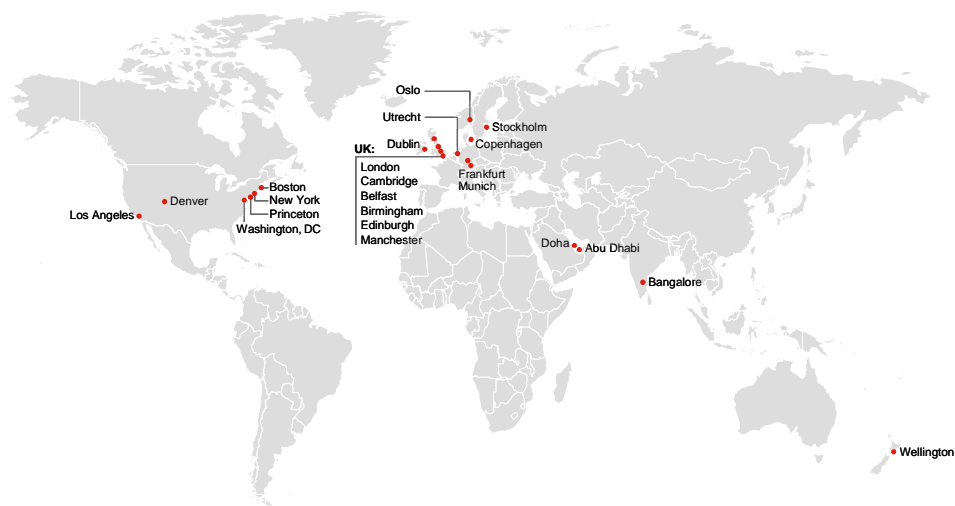 Oslo
Utrecht
Stockholm
Dublin
Copenhagen
UK:
London
Cambridge
Belfast
Birmingham
Edinburgh
Manchester
Frankfurt
Munich
Boston
New York
Denver
Princeton
Los Angeles
Washington, DC
Doha
Abu Dhabi
Bangalore
Wellington